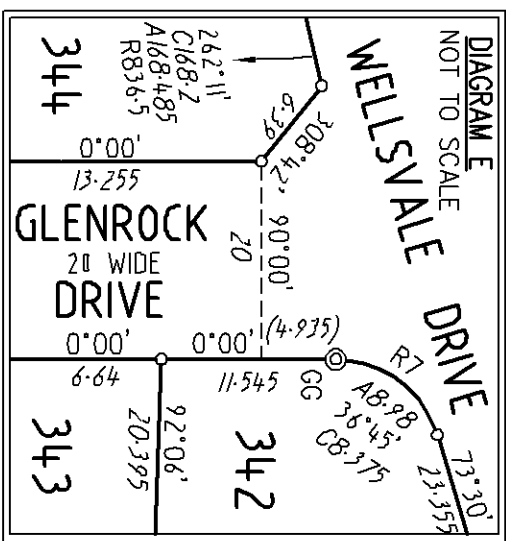 DIAGRAM E
NOT TO SCALE
WELLSVALE DRIVE
262°11'
C168·2
A168·485
R836·5
344
6·39
308°42'
0°00'
13·255
90°00'
20
GLENROCK
20 WIDE
DRIVE
0°00'
6·64
0°00'
11·545
(4·935)
GG
R7
A8·98
36°45'
C8·375
73°30'
23·355
92°06'
20·395
343
342